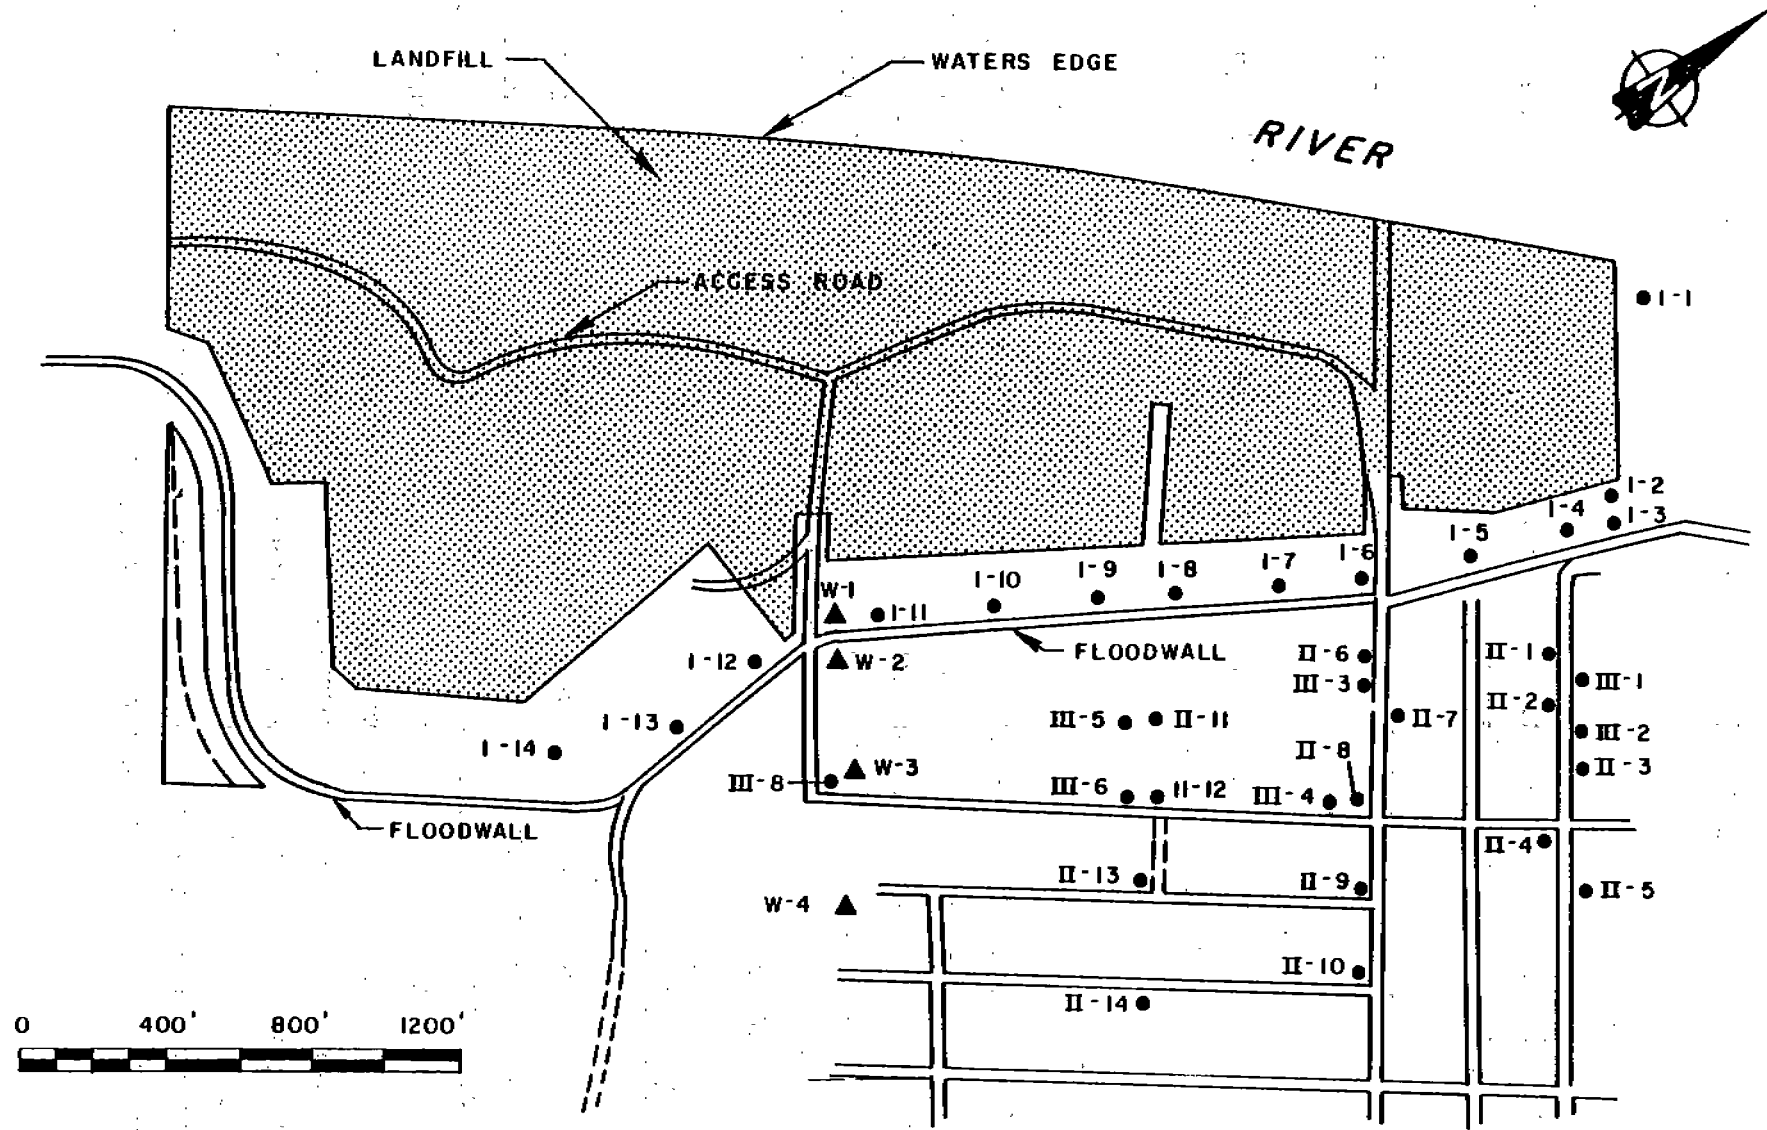 LANDFILL
WATERS EDGE
N
RIVER
ACCESS ROAD
I-1
I-2
I-3
I-4
I-5
I-6
I-7
I-8
I-9
I-10
W-1
I-11
FLOODWALL
I-12
W-2
II-6
III-3
II-1
III-1
II-2
III-2
II-3
I-13
I-14
III-5
II-11
II-7
II-8
W-3
III-8
III-6
II-12
III-4
FLOODWALL
II-4
II-13
II-9
II-5
W-4
II-10
II-14
0 400' 800' 1200'